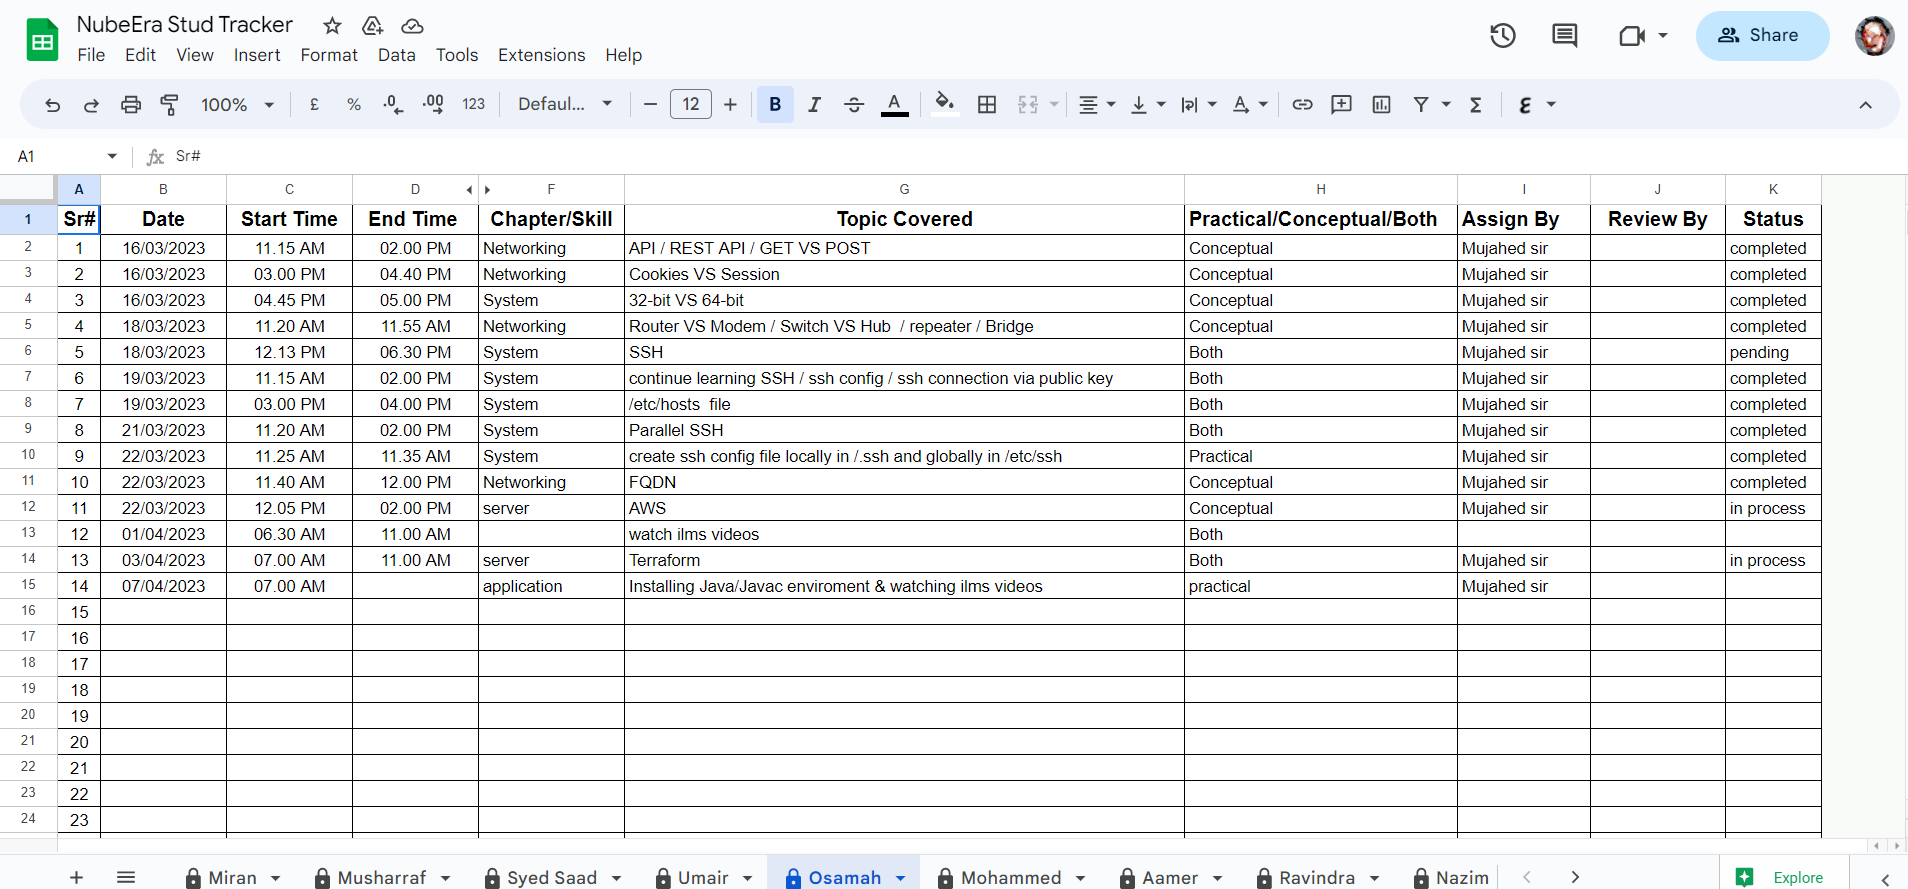 NubeEra Stud Tracker
File Edit View Insert Format Data Tools Extensions Help
Share
100% £ % .0 .00 123 Defaul... 12 B I A A Σ ε
A1 fx Sr#
A B C D F G H I J K
1 Sr# Date Start Time End Time Chapter/Skill Topic Covered Practical/Conceptual/Both Assign By Review By Status
2 1 16/03/2023 11.15 AM 02.00 PM Networking API / REST API / GET VS POST Conceptual Mujahed sir completed
3 2 16/03/2023 03.00 PM 04.40 PM Networking Cookies VS Session Conceptual Mujahed sir completed
4 3 16/03/2023 04.45 PM 05.00 PM System 32-bit VS 64-bit Conceptual Mujahed sir completed
5 4 18/03/2023 11.20 AM 11.55 AM Networking Router VS Modem / Switch VS Hub  / repeater / Bridge Conceptual Mujahed sir completed
6 5 18/03/2023 12.13 PM 06.30 PM System SSH Both Mujahed sir pending
7 6 19/03/2023 11.15 AM 02.00 PM System continue learning SSH / ssh config / ssh connection via public key Both Mujahed sir completed
8 7 19/03/2023 03.00 PM 04.00 PM System /etc/hosts  file Both Mujahed sir completed
9 8 21/03/2023 11.20 AM 02.00 PM System Parallel SSH Both Mujahed sir completed
10 9 22/03/2023 11.25 AM 11.35 AM System create ssh config file locally in /.ssh and globally in /etc/ssh Practical Mujahed sir completed
11 10 22/03/2023 11.40 AM 12.00 PM Networking FQDN Conceptual Mujahed sir completed
12 11 22/03/2023 12.05 PM 02.00 PM server AWS Conceptual Mujahed sir in process
13 12 01/04/2023 06.30 AM 11.00 AM watch ilms videos Both
14 13 03/04/2023 07.00 AM 11.00 AM server Terraform Both Mujahed sir in process
15 14 07/04/2023 07.00 AM application Installing Java/Javac enviroment & watching ilms videos practical Mujahed sir
16 15
17 16
18 17
19 18
20 19
21 20
22 21
23 22
24 23
Miran Musharraf Syed Saad Umair Osamah Mohammed Aamer Ravindra Nazim Explore